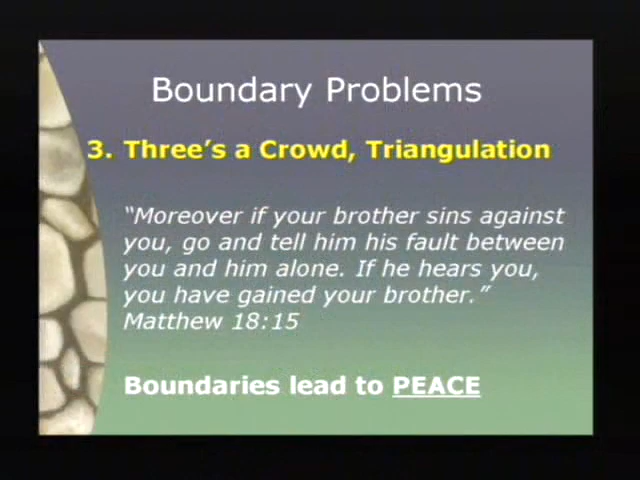 Boundary Problems
3. Three's a Crowd, Triangulation
“Moreover if your brother sins against
you, go and tell him his fault between
you and him alone. If he hears you,
you have gained your brother.”
Matthew 18:15
Boundaries lead to PEACE